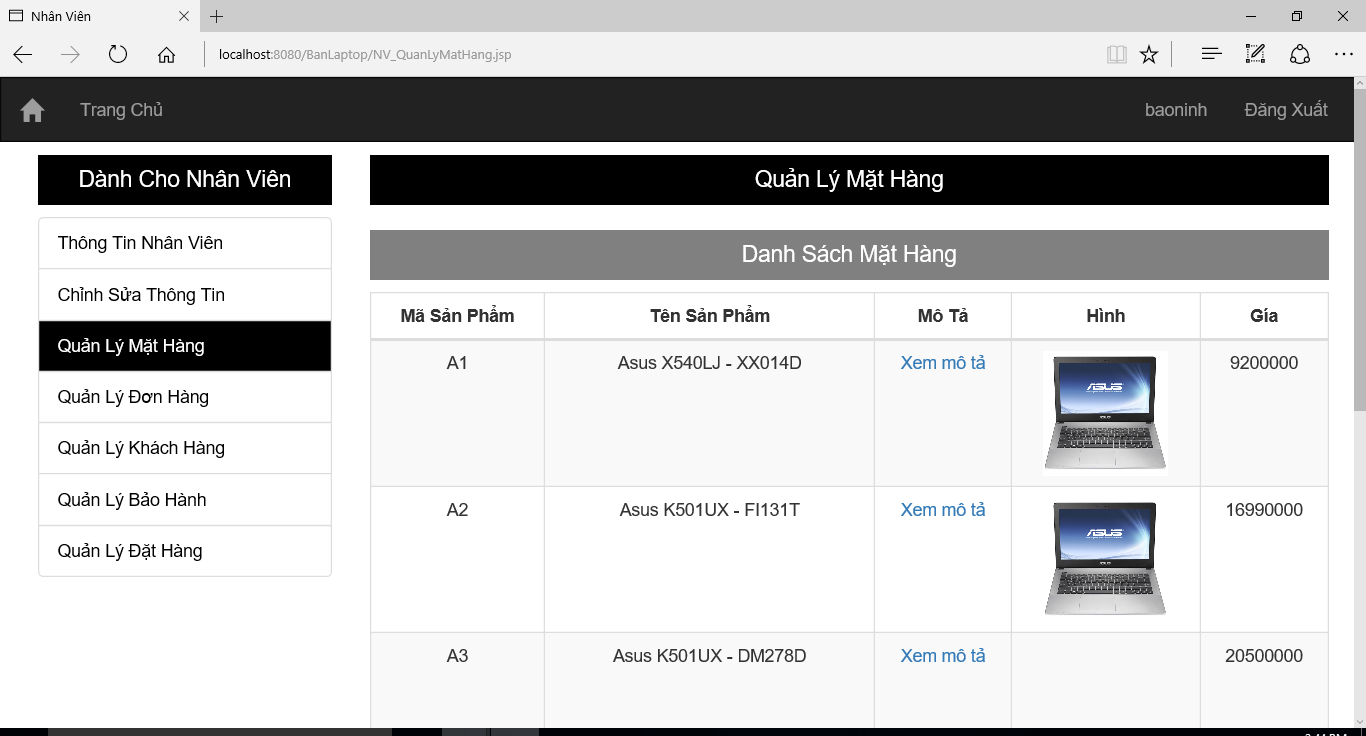 Nhân Viên
localhost:8080/BanLaptop/NV_QuanLyMatHang.jsp
Trang Chủ
baoninh
Đăng Xuất
Dành Cho Nhân Viên
Thông Tin Nhân Viên
Chỉnh Sửa Thông Tin
Quản Lý Mặt Hàng
Quản Lý Đơn Hàng
Quản Lý Khách Hàng
Quản Lý Bảo Hành
Quản Lý Đặt Hàng
Quản Lý Mặt Hàng
Danh Sách Mặt Hàng
Mã Sản Phẩm Tên Sản Phẩm Mô Tả Hình Gía
A1 Asus X540LJ - XX014D Xem mô tả 9200000
ASUS
A2 Asus K501UX - FI131T Xem mô tả 16990000
ASUS
A3 Asus K501UX - DM278D Xem mô tả 20500000